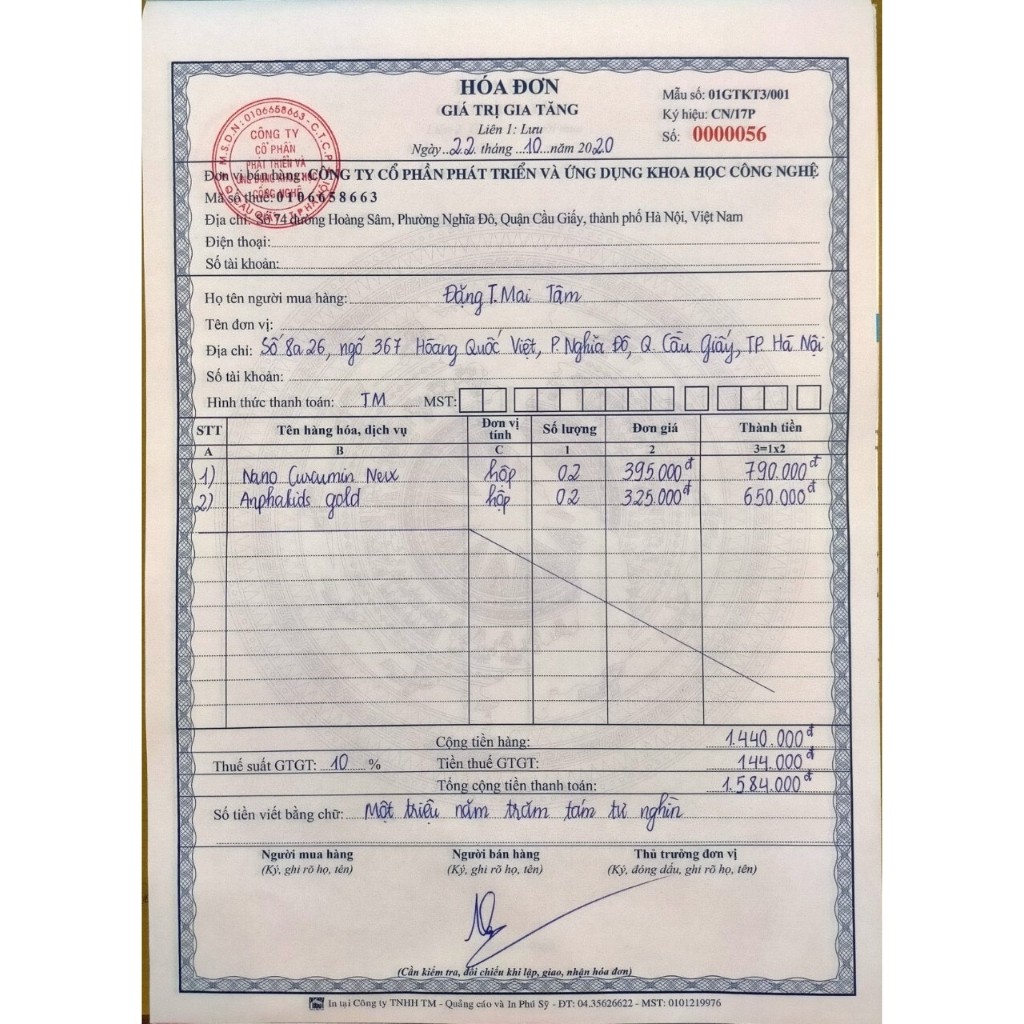 HÓA ĐƠN
GIÁ TRỊ GIA TĂNG
Liên 1: Lưu
Ngày...22...tháng...10...năm 2020
Mẫu số: 01GTKT3/001
Ký hiệu: CN/17P
Số: 0000056
M.S.D.N: 0106658663 - C.T.C.P
CÔNG TY
CỔ PHẦN
PHÁT TRIỂN VÀ
ỨNG DỤNG KHOA HỌC
CÔNG NGHỆ
Đơn vị bán hàng: CÔNG TY CỔ PHẦN PHÁT TRIỂN VÀ ỨNG DỤNG KHOA HỌC CÔNG NGHỆ
Mã số thuế: 0106658663
Địa chỉ: Số 74 đường Hoàng Sâm, Phường Nghĩa Đô, Quận Cầu Giấy, thành phố Hà Nội, Việt Nam
Điện thoại:
Số tài khoản:
Họ tên người mua hàng: Đặng T. Mai Tâm
Tên đơn vị:
Địa chỉ: Số 8a 26, ngõ 367 Hoàng Quốc Việt, P. Nghĩa Đô, Q. Cầu Giấy, TP. Hà Nội
Số tài khoản:
Hình thức thanh toán: TM MST:
STT Tên hàng hóa, dịch vụ Đơn vị tính Số lượng Đơn giá Thành tiền
A B C 1 2 3=1x2
1) Nano Curcumin New hộp 02 395.000đ 790.000đ
2) Anphakids gold hộp 02 325.000đ 650.000đ
Cộng tiền hàng: 1.440.000đ
Thuế suất GTGT: 10 % Tiền thuế GTGT: 144.000đ
Tổng cộng tiền thanh toán: 1.584.000đ
Số tiền viết bằng chữ: Một triệu năm trăm tám tư nghìn
Người mua hàng Người bán hàng Thủ trưởng đơn vị
(Ký, ghi rõ họ, tên) (Ký, ghi rõ họ, tên) (Ký, đóng dấu, ghi rõ họ, tên)
(Cần kiểm tra, đối chiếu khi lập, giao, nhận hóa đơn)
In tại Công ty TNHH TM - Quảng cáo và In Phú Sỹ - ĐT: 04.35626622 - MST: 0101219976